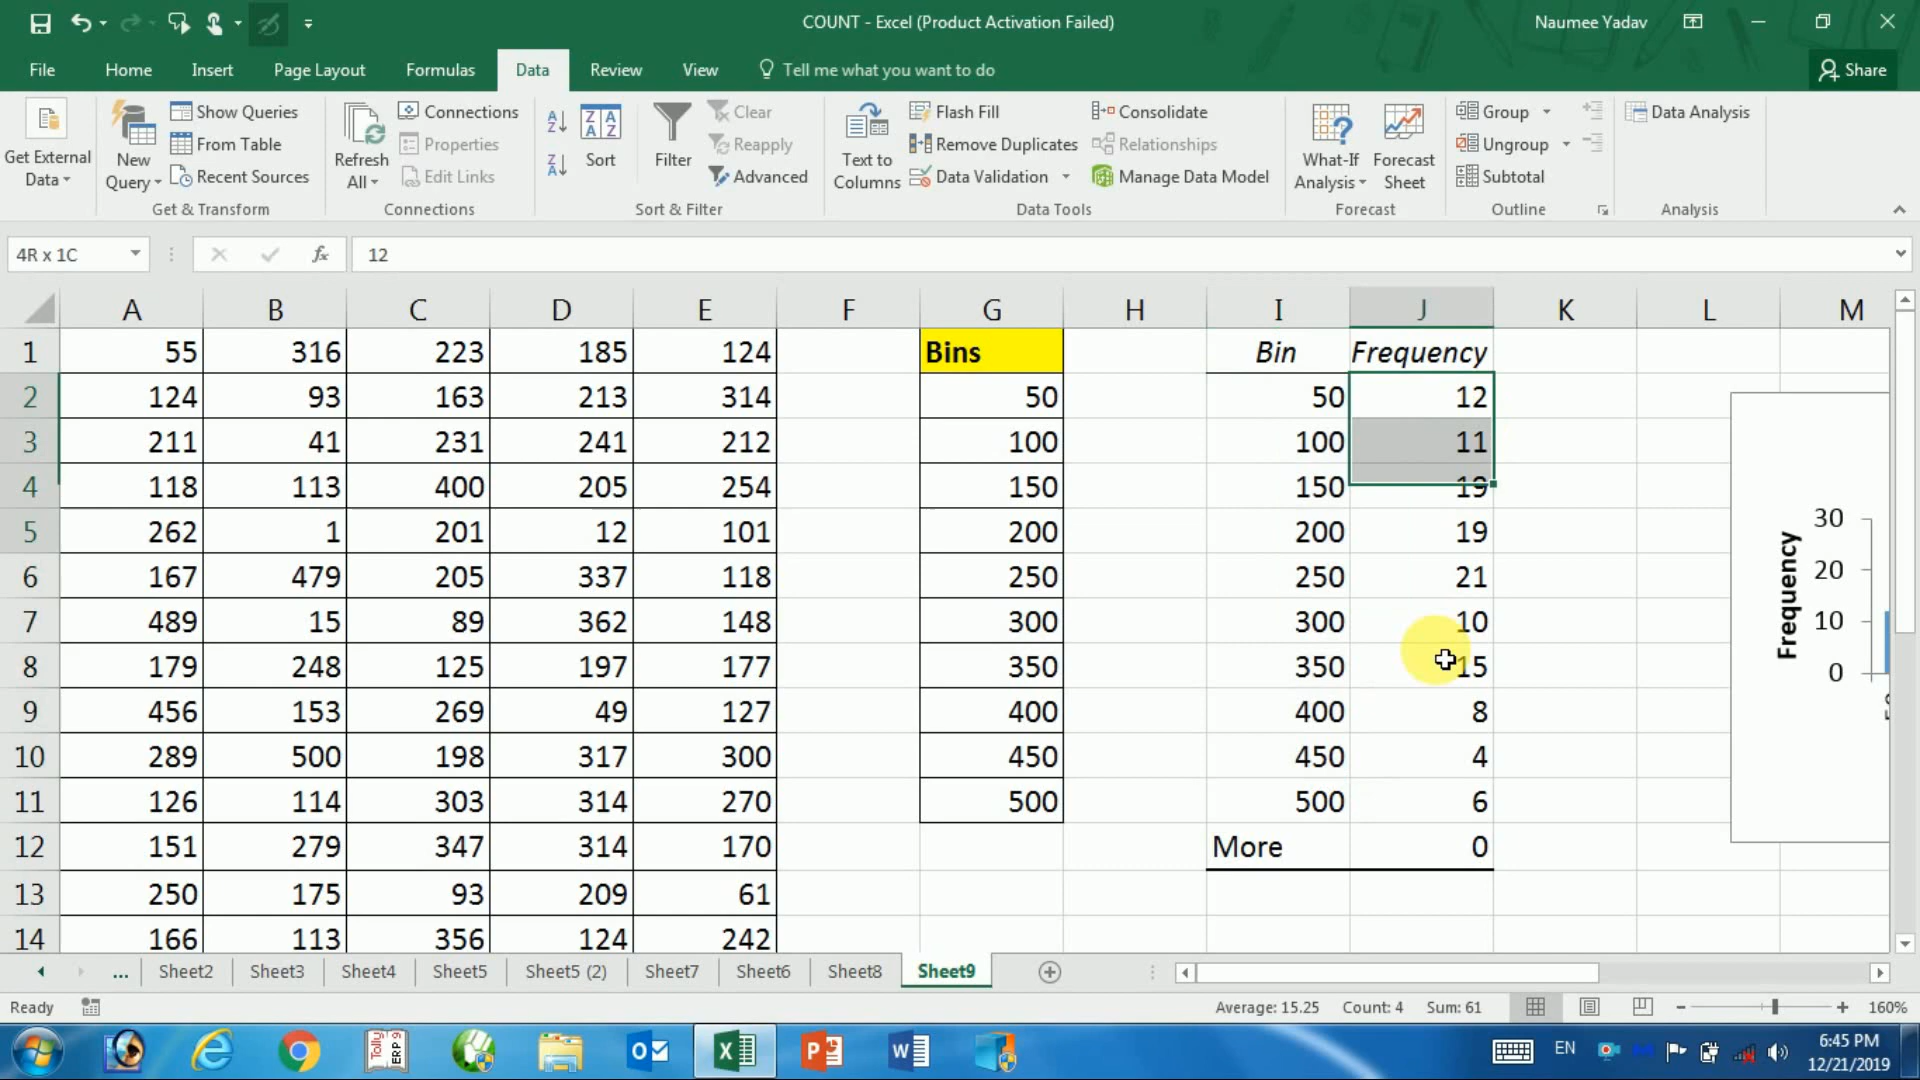 COUNT - Excel (Product Activation Failed)
Naumee Yadav
File Home Insert Page Layout Formulas Data Review View Tell me what you want to do Share
Get External Data
New Query
Show Queries
From Table
Recent Sources
Get & Transform
Refresh All
Connections
Properties
Edit Links
Connections
Sort
Filter
Clear
Reapply
Advanced
Sort & Filter
Text to Columns
Flash Fill
Remove Duplicates
Data Validation
Consolidate
Relationships
Manage Data Model
Data Tools
What-If Analysis
Forecast Sheet
Forecast
Group
Ungroup
Subtotal
Outline
Data Analysis
Analysis
4R x 1C fx 12
A B C D E F G H I J K L M
1 55 316 223 185 124 Bins Bin Frequency
2 124 93 163 213 314 50 50 12
3 211 41 231 241 212 100 100 11
4 118 113 400 205 254 150 150 19
5 262 1 201 12 101 200 200 19
6 167 479 205 337 118 250 250 21
7 489 15 89 362 148 300 300 10
8 179 248 125 197 177 350 350 15
9 456 153 269 49 127 400 400 8
10 289 500 198 317 300 450 450 4
11 126 114 303 314 270 500 500 6
12 151 279 347 314 170 More 0
13 250 175 93 209 61
14 166 113 356 124 242
Frequency
30
20
10
0
... Sheet2 Sheet3 Sheet4 Sheet5 Sheet5 (2) Sheet7 Sheet6 Sheet8 Sheet9
Ready Average: 15.25 Count: 4 Sum: 61 160%
EN
6:45 PM
12/21/2019